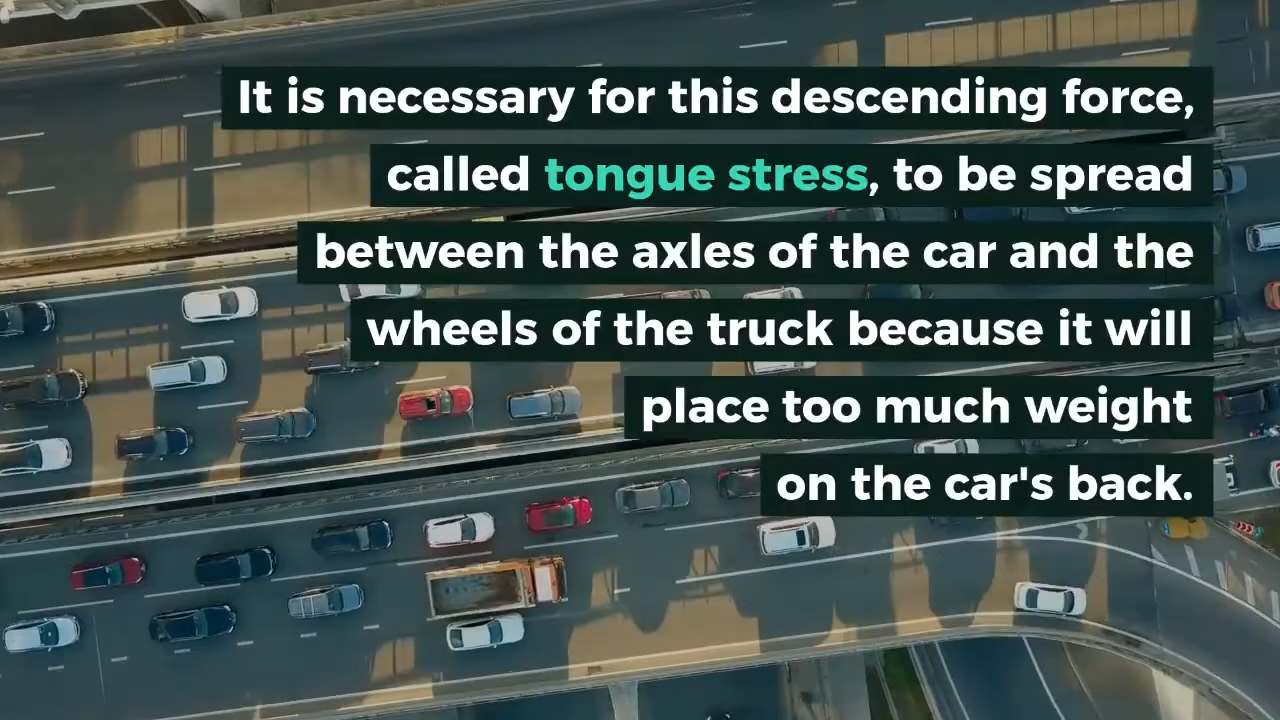 It is necessary for this descending force,
called tongue stress, to be spread
between the axles of the car and the
wheels of the truck because it will
place too much weight
on the car's back.